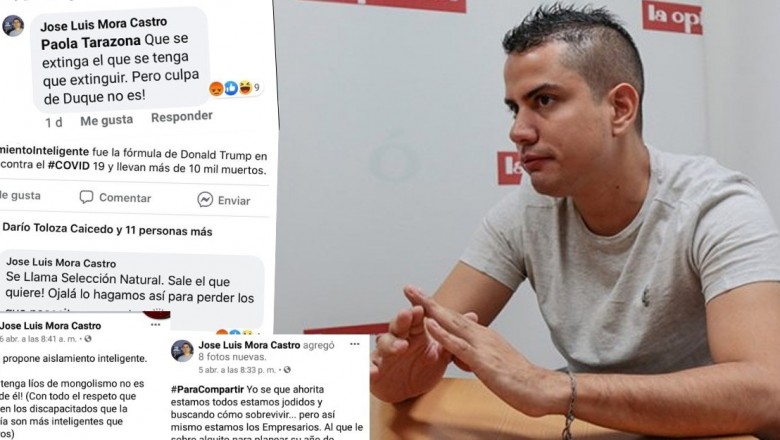 Jose Luis Mora Castro
Paola Tarazona Que se
extinga el que se tenga
que extinguir. Pero culpa
de Duque no es!
9
1 d Me gusta Responder
mientoInteligente fue la fórmula de Donald Trump en
contra el #COVID 19 y llevan más de 10 mil muertos.
Me gusta Comentar Enviar
Darío Toloza Caicedo y 11 personas más
Jose Luis Mora Castro
Se Llama Selección Natural. Sale el que
quiere! Ojalá lo hagamos así para perder los
Jose Luis Mora Castro
6 abr. a las 8:41 a. m.
propone aislamiento inteligente.
tenga líos de mongolismo no es
de él! (Con todo el respeto que
en los discapacitados que la
ía son más inteligentes que
ros)
Jose Luis Mora Castro agregó
8 fotos nuevas.
5 abr. a las 8:33 p. m.
#ParaCompartir Yo se que ahorita
estamos todos estamos jodidos y
buscando cómo sobrevivir... pero así
mismo estamos los Empresarios. Al que le
sobre alguito para planear su año de
la opi